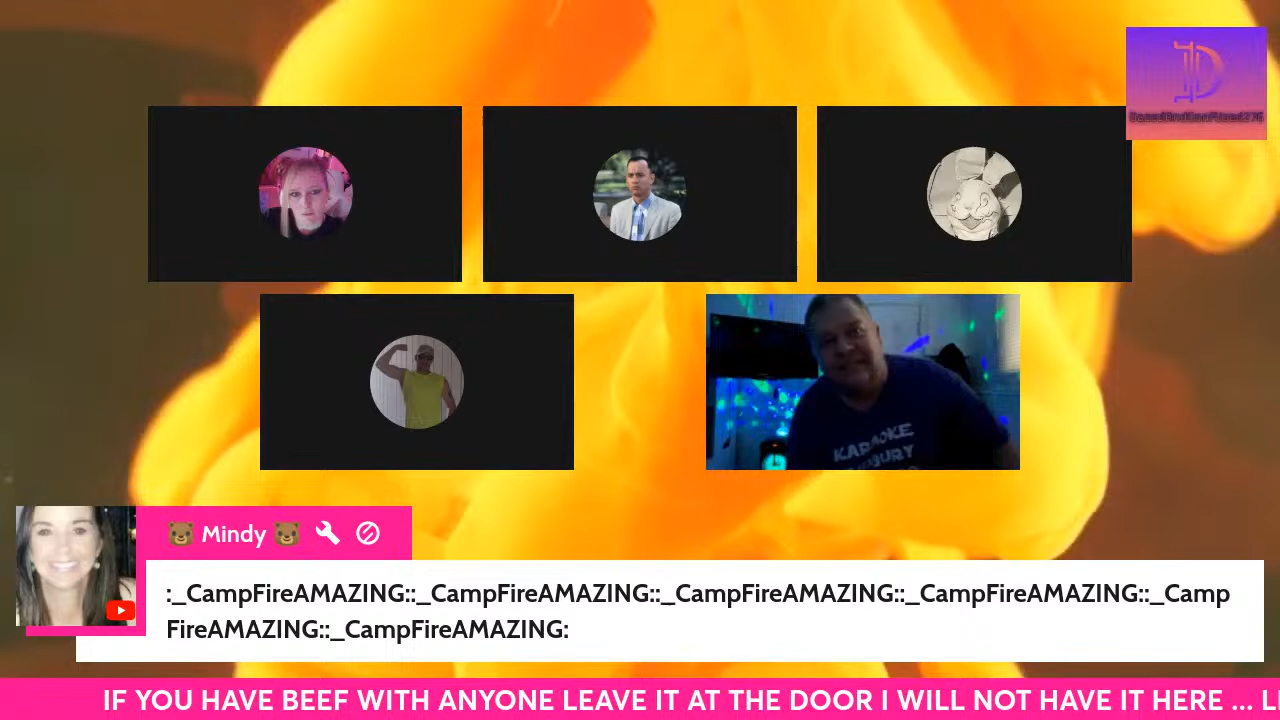 KARAOKE
🐻 Mindy 🐻
:_CampFireAMAZING::_CampFireAMAZING::_CampFireAMAZING::_CampFireAMAZING::_Camp
FireAMAZING::_CampFireAMAZING:
IF YOU HAVE BEEF WITH ANYONE LEAVE IT AT THE DOOR I WILL NOT HAVE IT HERE ... LI